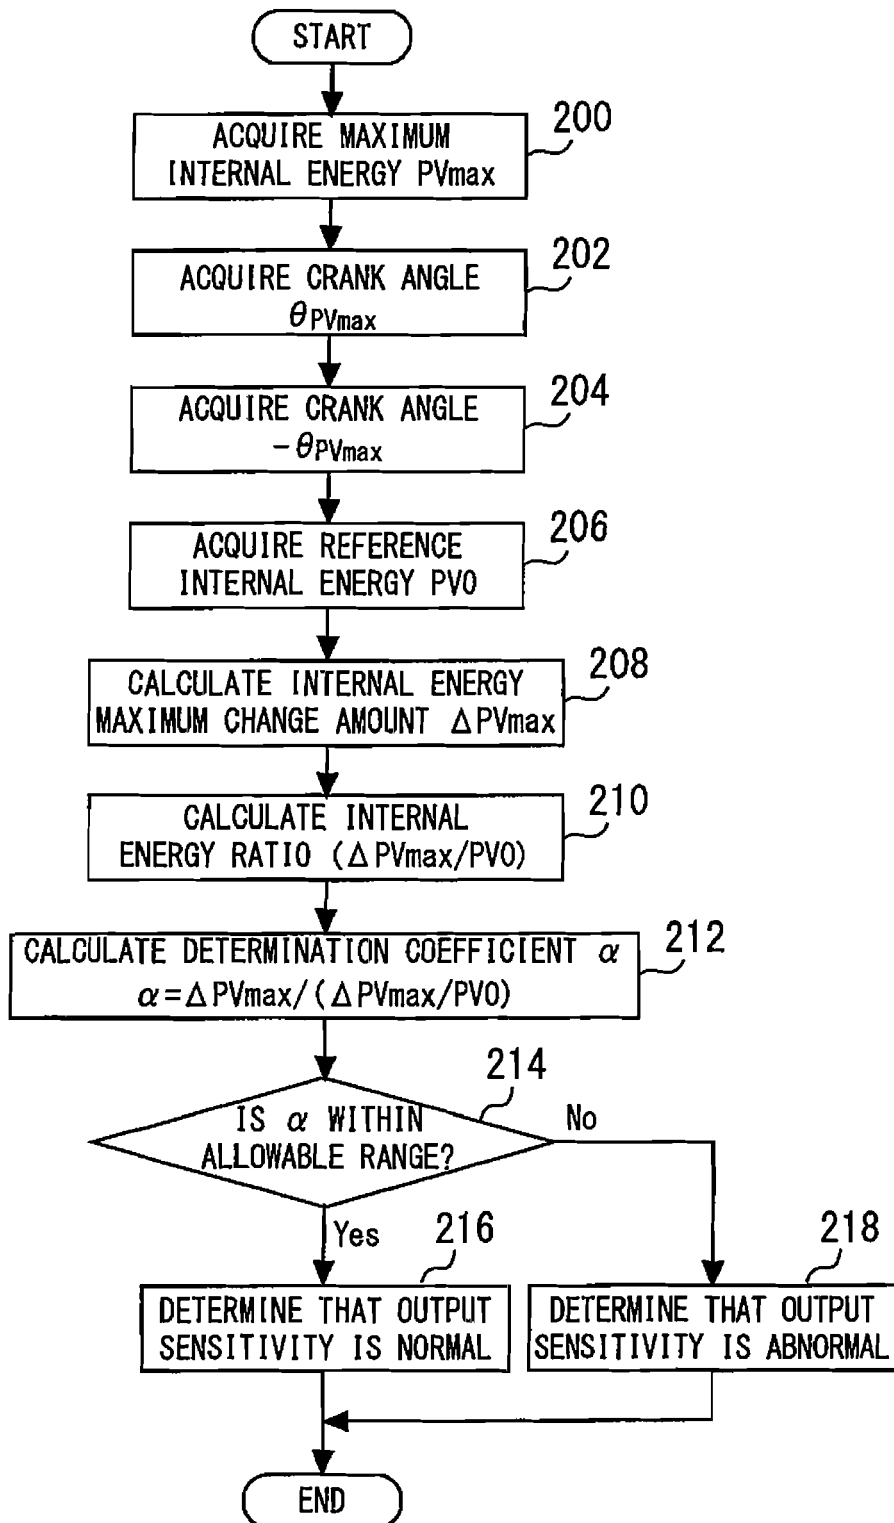 START
200
ACQUIRE MAXIMUM
INTERNAL ENERGY PVmax
202
ACQUIRE CRANK ANGLE
θPVmax
204
ACQUIRE CRANK ANGLE
−θPVmax
206
ACQUIRE REFERENCE
INTERNAL ENERGY PV0
208
CALCULATE INTERNAL ENERGY
MAXIMUM CHANGE AMOUNT ΔPVmax
210
CALCULATE INTERNAL
ENERGY RATIO (ΔPVmax/PV0)
212
CALCULATE DETERMINATION COEFFICIENT α
α=ΔPVmax/(ΔPVmax/PV0)
214
IS α WITHIN
ALLOWABLE RANGE?
No
Yes
216
DETERMINE THAT OUTPUT
SENSITIVITY IS NORMAL
218
DETERMINE THAT OUTPUT
SENSITIVITY IS ABNORMAL
END